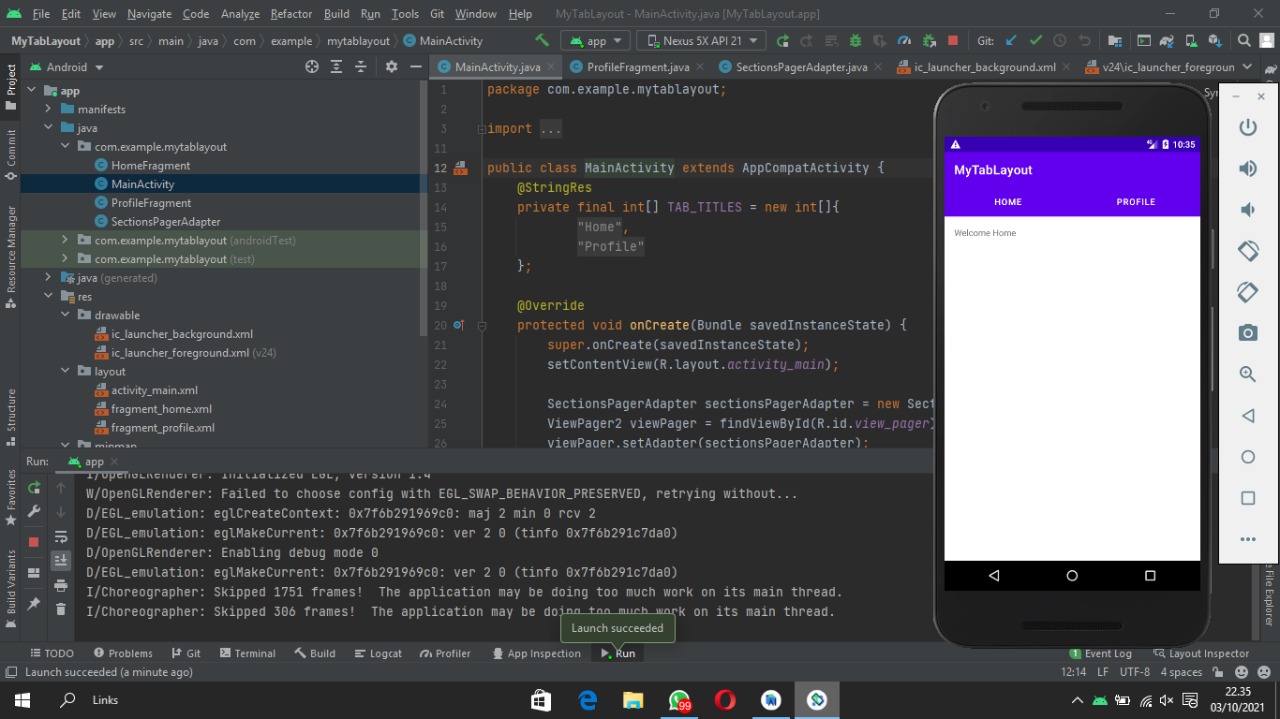 File Edit View Navigate Code Analyze Refactor Build Run Tools Git Window Help MyTabLayout - MainActivity.java [MyTabLayout.app]
MyTabLayout app src main java com example mytablayout MainActivity app Nexus 5X API 21 Git:
Android MainActivity.java ProfileFragment.java SectionsPagerAdapter.java ic_launcher_background.xml v24\ic_launcher_foregroun
Project
Commit
Resource Manager
Structure
Favorites
Build Variants
app
manifests
java
com.example.mytablayout
HomeFragment
MainActivity
ProfileFragment
SectionsPagerAdapter
com.example.mytablayout (androidTest)
com.example.mytablayout (test)
java (generated)
res
drawable
ic_launcher_background.xml
ic_launcher_foreground.xml (v24)
layout
activity_main.xml
fragment_home.xml
fragment_profile.xml
1 package com.example.mytablayout;
2
3 import ...
11
12 public class MainActivity extends AppCompatActivity {
13 @StringRes
14 private final int[] TAB_TITLES = new int[]{
15 "Home",
16 "Profile"
17 };
18
19 @Override
20 protected void onCreate(Bundle savedInstanceState) {
21 super.onCreate(savedInstanceState);
22 setContentView(R.layout.activity_main);
23
24 SectionsPagerAdapter sectionsPagerAdapter = new Sect
25 ViewPager2 viewPager = findViewById(R.id.view_pager)
26 viewPager.setAdapter(sectionsPagerAdapter);
10:35
MyTabLayout
HOME PROFILE
Welcome Home
Run: app
I/OpenGLRenderer: Initialized EGL, version 1.4
W/OpenGLRenderer: Failed to choose config with EGL_SWAP_BEHAVIOR_PRESERVED, retrying without...
D/EGL_emulation: eglCreateContext: 0x7f6b291969c0: maj 2 min 0 rcv 2
D/EGL_emulation: eglMakeCurrent: 0x7f6b291969c0: ver 2 0 (tinfo 0x7f6b291c7da0)
D/OpenGLRenderer: Enabling debug mode 0
D/EGL_emulation: eglMakeCurrent: 0x7f6b291969c0: ver 2 0 (tinfo 0x7f6b291c7da0)
I/Choreographer: Skipped 1751 frames!  The application may be doing too much work on its main thread.
I/Choreographer: Skipped 306 frames!  The application may be doing too much work on its main thread.
Launch succeeded
TODO Problems Git Terminal Build Logcat Profiler App Inspection Run 1 Event Log Layout Inspector
Launch succeeded (a minute ago) 12:14 LF UTF-8 4 spaces
Links 99 22.35
03/10/2021